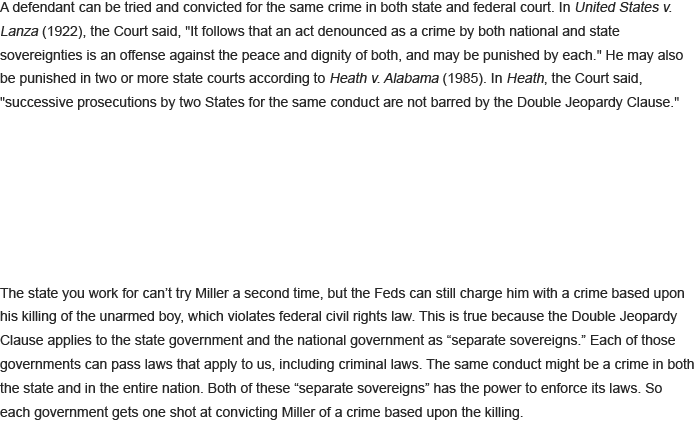 A defendant can be tried and convicted for the same crime in both state and federal court. In United States v.
Lanza (1922), the Court said, "It follows that an act denounced as a crime by both national and state
sovereignties is an offense against the peace and dignity of both, and may be punished by each." He may also
be punished in two or more state courts according to Heath v. Alabama (1985). In Heath, the Court said,
"successive prosecutions by two States for the same conduct are not barred by the Double Jeopardy Clause."
The state you work for can’t try Miller a second time, but the Feds can still charge him with a crime based upon
his killing of the unarmed boy, which violates federal civil rights law. This is true because the Double Jeopardy
Clause applies to the state government and the national government as “separate sovereigns.” Each of those
governments can pass laws that apply to us, including criminal laws. The same conduct might be a crime in both
the state and in the entire nation. Both of these “separate sovereigns” has the power to enforce its laws. So
each government gets one shot at convicting Miller of a crime based upon the killing.